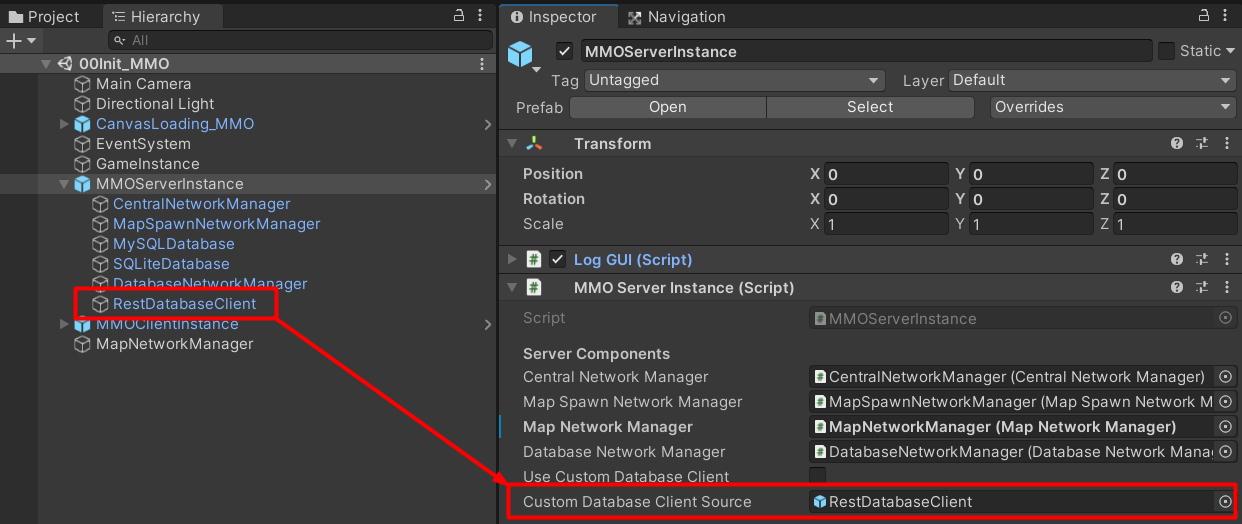 Project
Hierarchy
All
00Init_MMO
Main Camera
Directional Light
CanvasLoading_MMO
EventSystem
GameInstance
MMOServerInstance
CentralNetworkManager
MapSpawnNetworkManager
MySQLDatabase
SQLiteDatabase
DatabaseNetworkManager
RestDatabaseClient
MMOClientInstance
MapNetworkManager
Inspector
Navigation
MMOServerInstance
Static
Tag Untagged Layer Default
Prefab Open Select Overrides
Transform
Position X 0 Y 0 Z 0
Rotation X 0 Y 0 Z 0
Scale X 1 Y 1 Z 1
# Log GUI (Script)
# MMO Server Instance (Script)
Script # MMOServerInstance
Server Components
Central Network Manager # CentralNetworkManager (Central Network Manager)
Map Spawn Network Manager # MapSpawnNetworkManager (Map Spawn Network M
Map Network Manager # MapNetworkManager (Map Network Manager)
Database Network Manager # DatabaseNetworkManager (Database Network Mana
Use Custom Database Client
Custom Database Client Source RestDatabaseClient